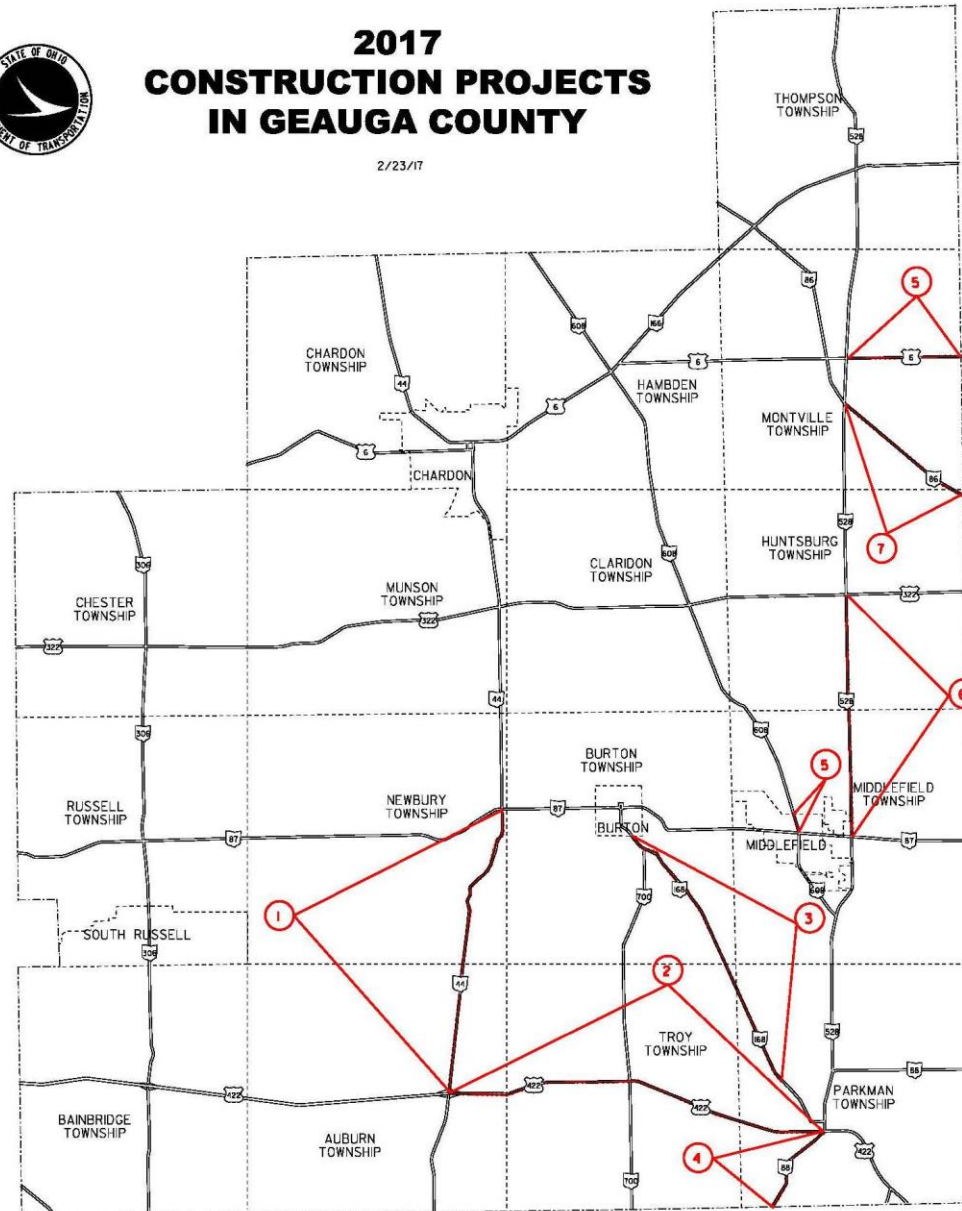 STATE OF OHIO
MENT OF TRANSPORTATION
2017
CONSTRUCTION PROJECTS
IN GEAUGA COUNTY
2/23/17
THOMPSON
TOWNSHIP
528
86
5
608
166
CHARDON
TOWNSHIP
6
6
HAMBDEN
TOWNSHIP
44
6
MONTVILLE
TOWNSHIP
6
CHARDON
86
528
HUNTSBURG
TOWNSHIP
7
306
608
CLARIDON
TOWNSHIP
MUNSON
TOWNSHIP
322
CHESTER
TOWNSHIP
322
322
44
528
306
608
BURTON
TOWNSHIP
5
RUSSELL
TOWNSHIP
NEWBURY
TOWNSHIP
87
MIDDLEFIELD
TOWNSHIP
87
BURTON
MIDDLEFIELD
87
168
700
608
1
3
SOUTH RUSSELL
306
2
44
TROY
TOWNSHIP
168
528
422
422
88
422
PARKMAN
TOWNSHIP
BAINBRIDGE
TOWNSHIP
AUBURN
TOWNSHIP
4
88
422
700